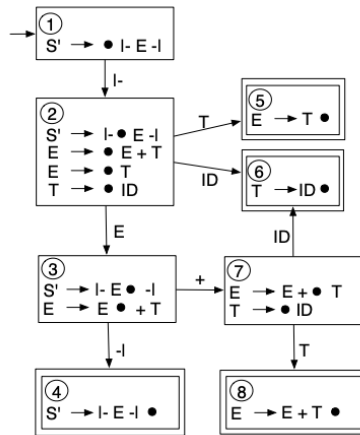 1
S' → ● |- E -|
|-
2
S' → |- ● E -|
E → ● E + T
E → ● T
T → ● ID
T
5
E → T ●
ID
6
T → ID ●
E
ID
3
S' → |- E ● -|
E → E ● + T
+
7
E → E + ● T
T → ● ID
-|
T
4
S' → |- E -| ●
8
E → E + T ●